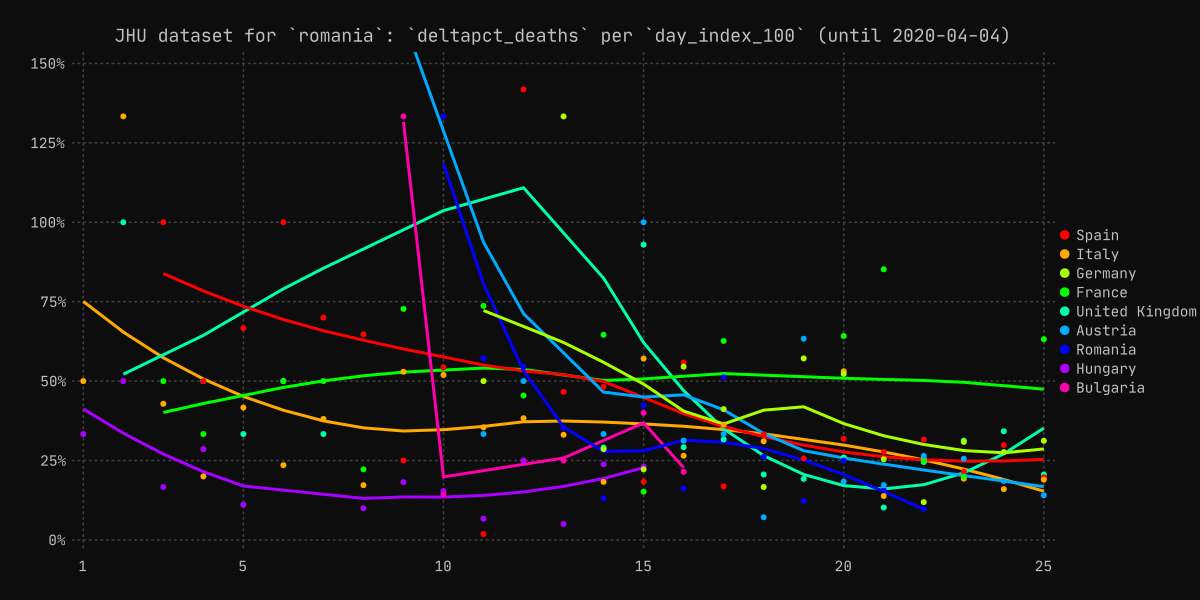 JHU dataset for `romania`: `deltapct_deaths` per `day_index_100` (until 2020-04-04)
150%
125%
100%
75%
50%
25%
0%
1 5 10 15 20 25
Spain
Italy
Germany
France
United Kingdom
Austria
Romania
Hungary
Bulgaria